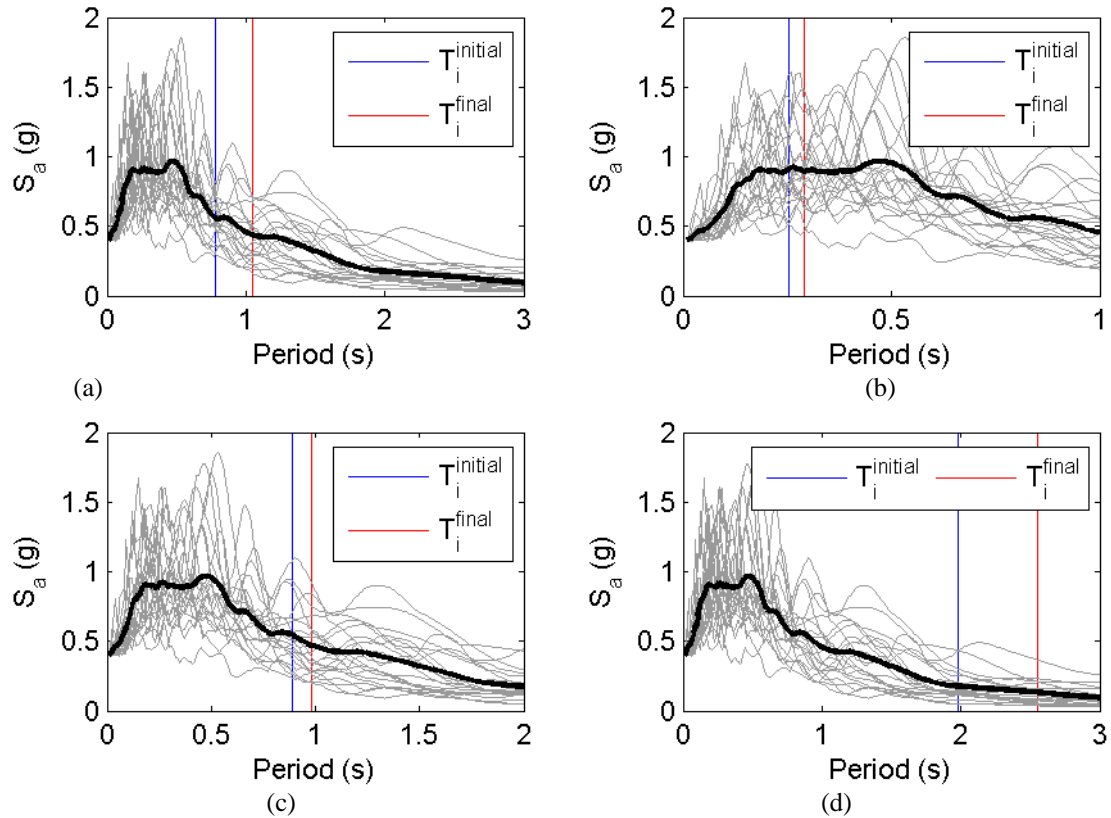 2
1.5
1
0.5
0
S_a (g)
T_i^initial
T_i^final
0 1 2 3
Period (s)
(a)
2
1.5
1
0.5
0
S_a (g)
T_i^initial
T_i^final
0 0.5 1
Period (s)
(b)
2
1.5
1
0.5
0
S_a (g)
T_i^initial
T_i^final
0 0.5 1 1.5 2
Period (s)
(c)
2
1.5
1
0.5
0
S_a (g)
T_i^initial T_i^final
0 1 2 3
Period (s)
(d)